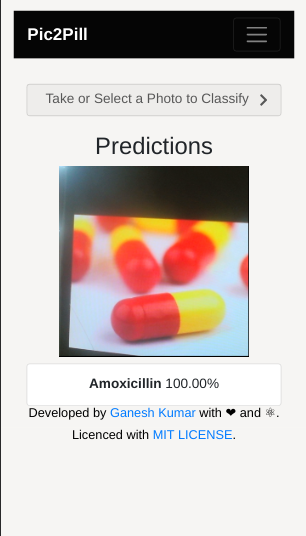 Pic2Pill
Take or Select a Photo to Classify
Predictions
Amoxicillin 100.00%
Developed by Ganesh Kumar with ❤ and ⚛.
Licenced with MIT LICENSE.